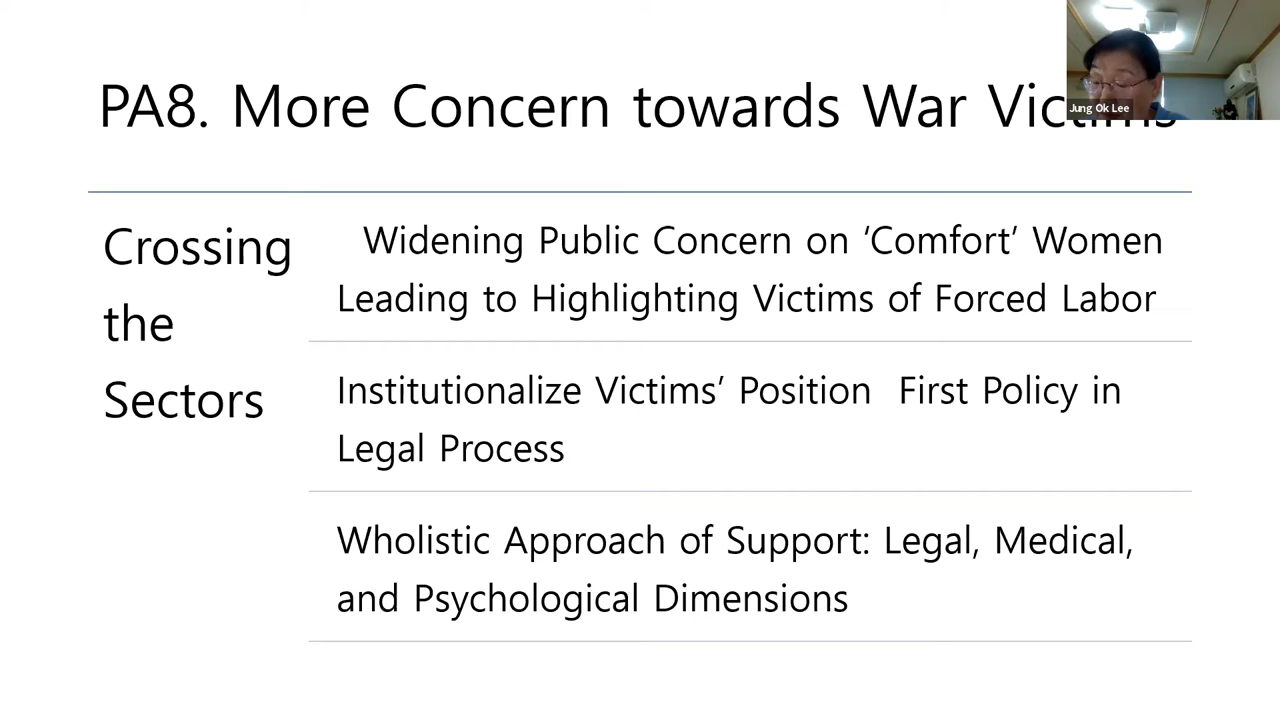 PA8. More Concern towards War Victims
Jung Ok Lee
Crossing
the
Sectors
Widening Public Concern on ‘Comfort’ Women
Leading to Highlighting Victims of Forced Labor
Institutionalize Victims’ Position First Policy in
Legal Process
Wholistic Approach of Support: Legal, Medical,
and Psychological Dimensions